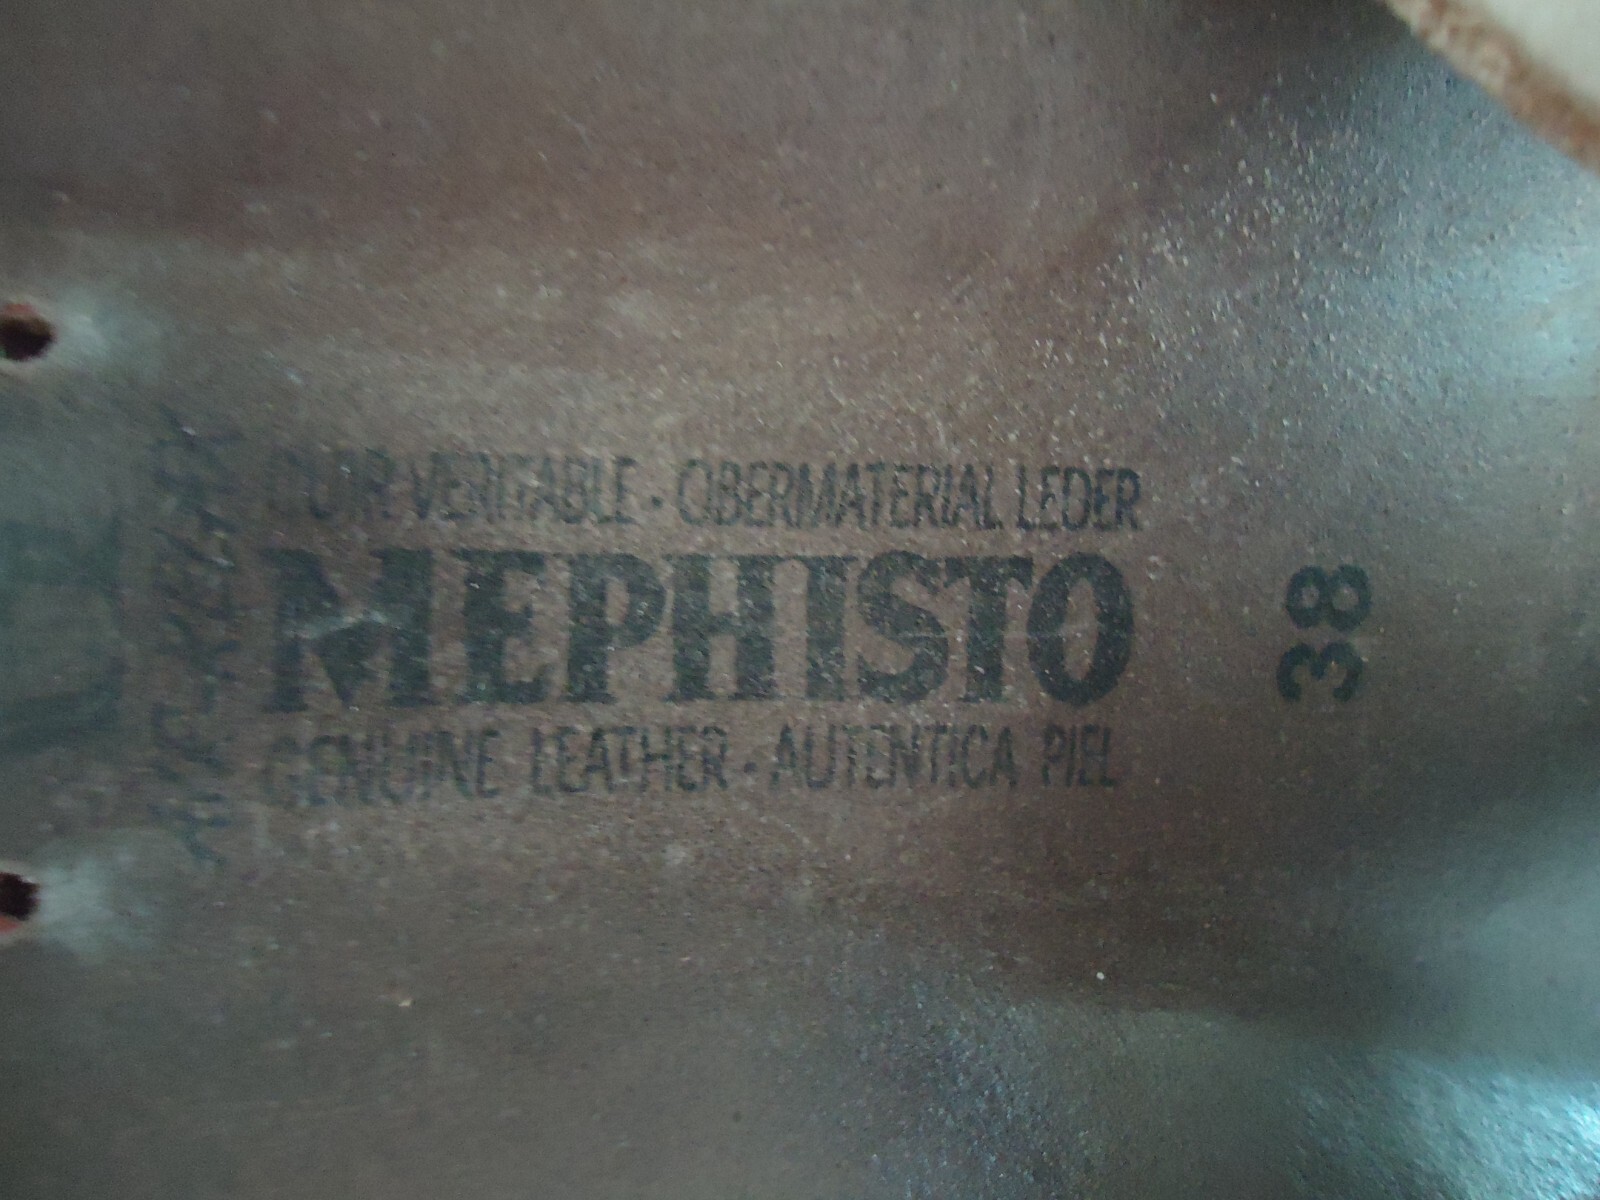 CUIR VERITABLE · OBERMATERIAL LEDER
MEPHISTO
GENUINE LEATHER · AUTENTICA PIEL
38